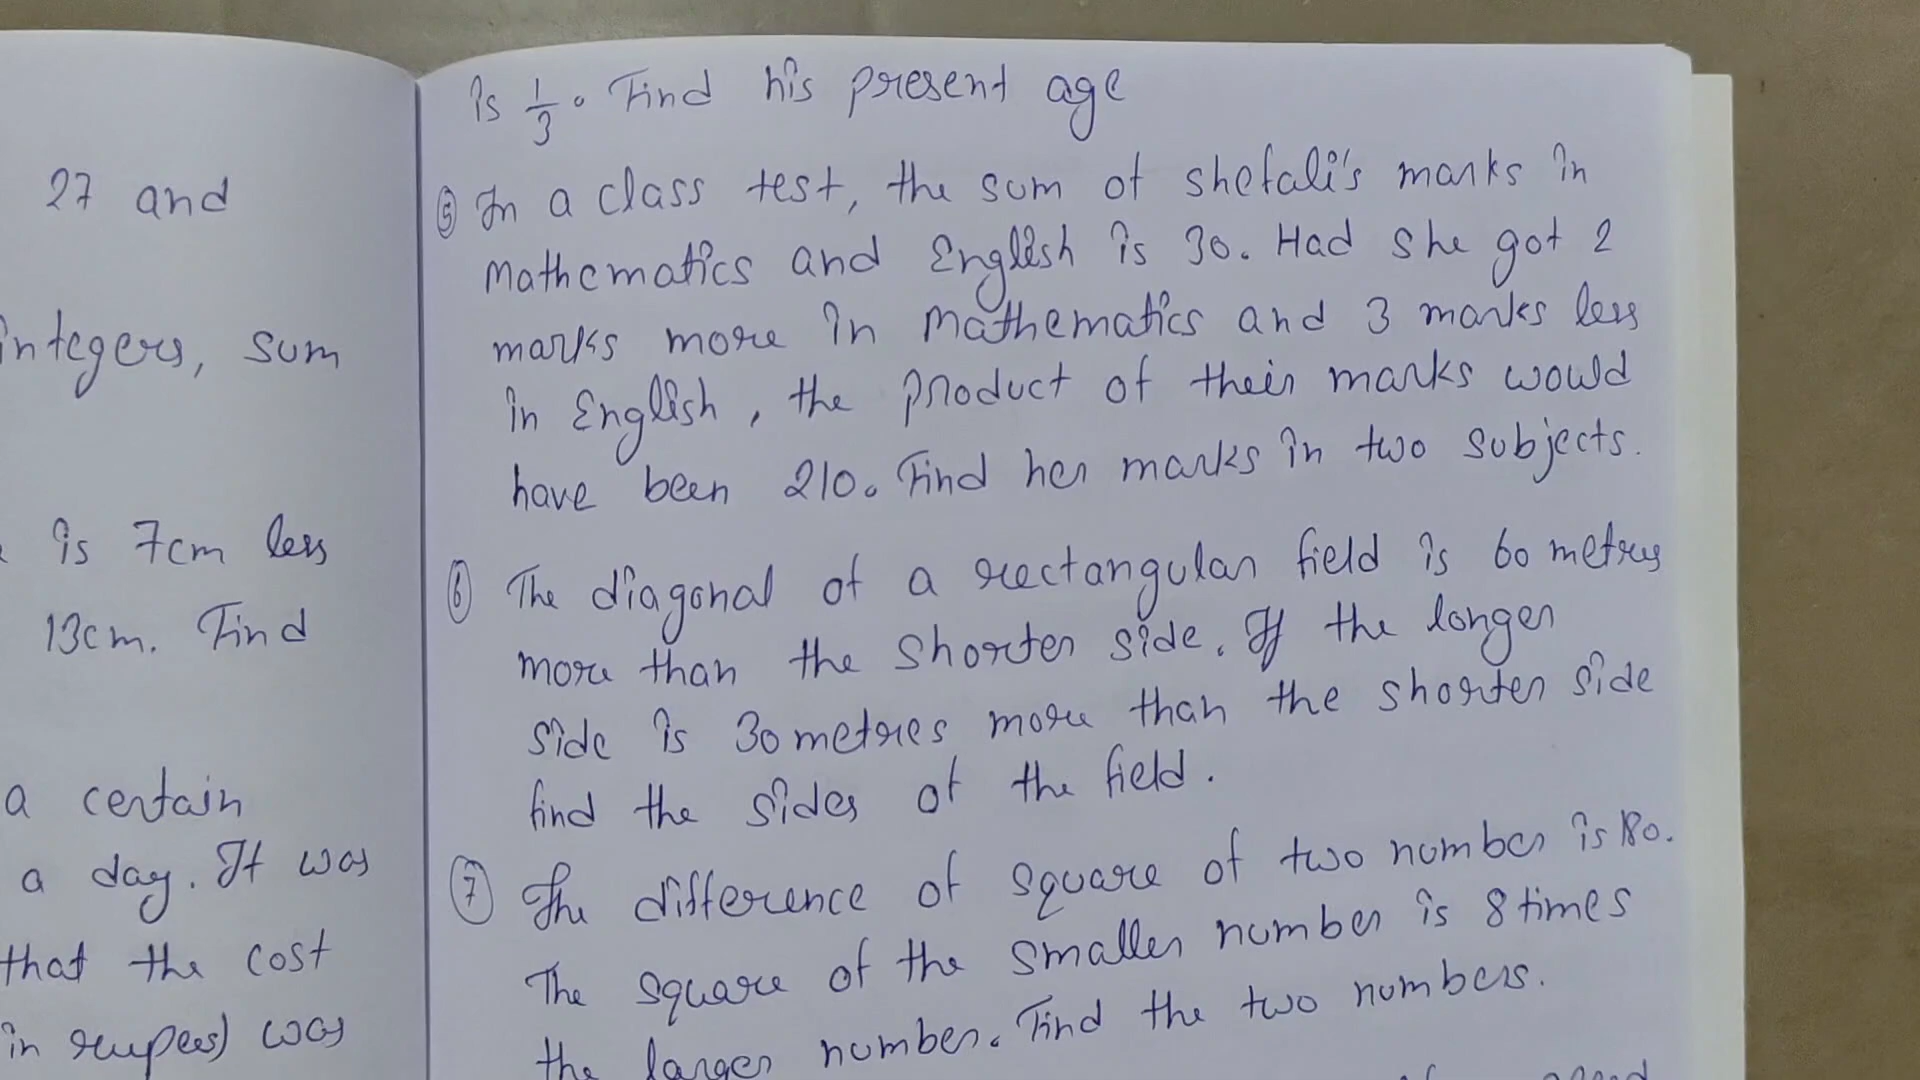 27 and
integers, sum
is 7cm less
13cm. Find
a certain
a day. It was
that the cost
in rupees) was
is 1/3. Find his present age
⑤ In a class test, the sum of shefali's marks in
Mathematics and English is 30. Had she got 2
marks more in Mathematics and 3 marks less
in English, the product of their marks would
have been 210. Find her marks in two subjects.
⑥ The diagonal of a rectangular field is 60 metres
more than the shorter side. If the longer
side is 30 metres more than the shorter side
find the sides of the field.
⑦ The difference of square of two number is 180.
The square of the smaller number is 8 times
the larger number. Find the two numbers.